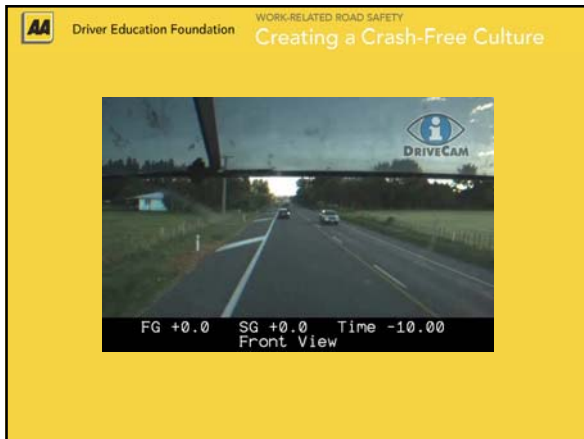 AA
Driver Education Foundation
WORK-RELATED ROAD SAFETY
Creating a Crash-Free Culture
DRIVECAM
FG +0.0 SG +0.0 Time -10.00
Front View